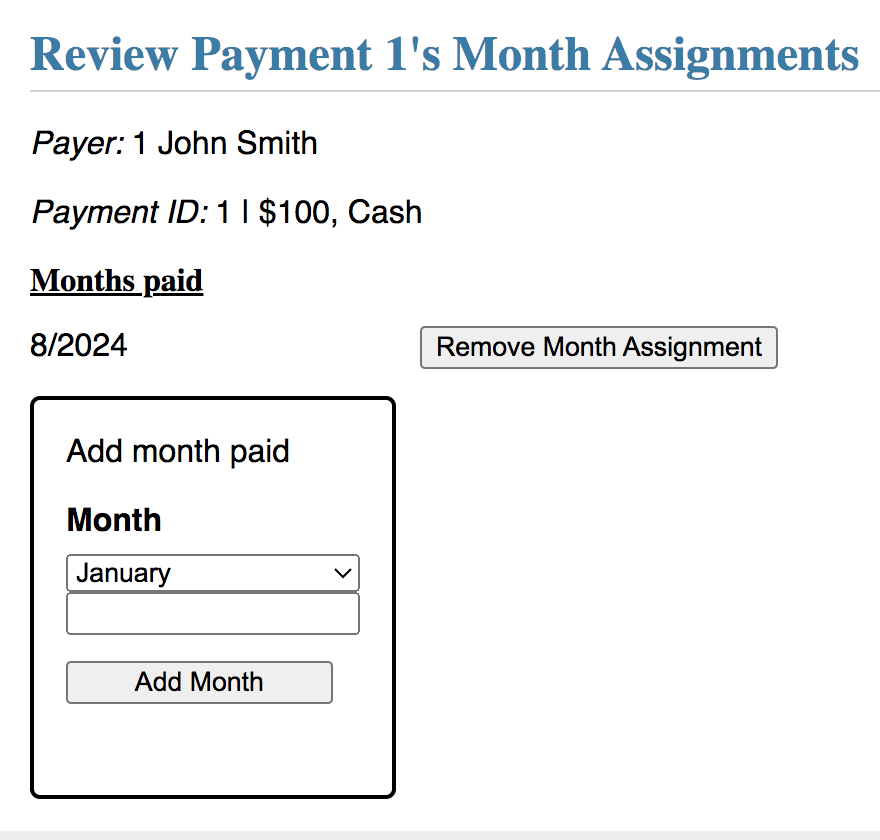 Review Payment 1's Month Assignments
Payer: 1 John Smith
Payment ID: 1 | $100, Cash
Months paid
8/2024 Remove Month Assignment
Add month paid
Month
January
Add Month